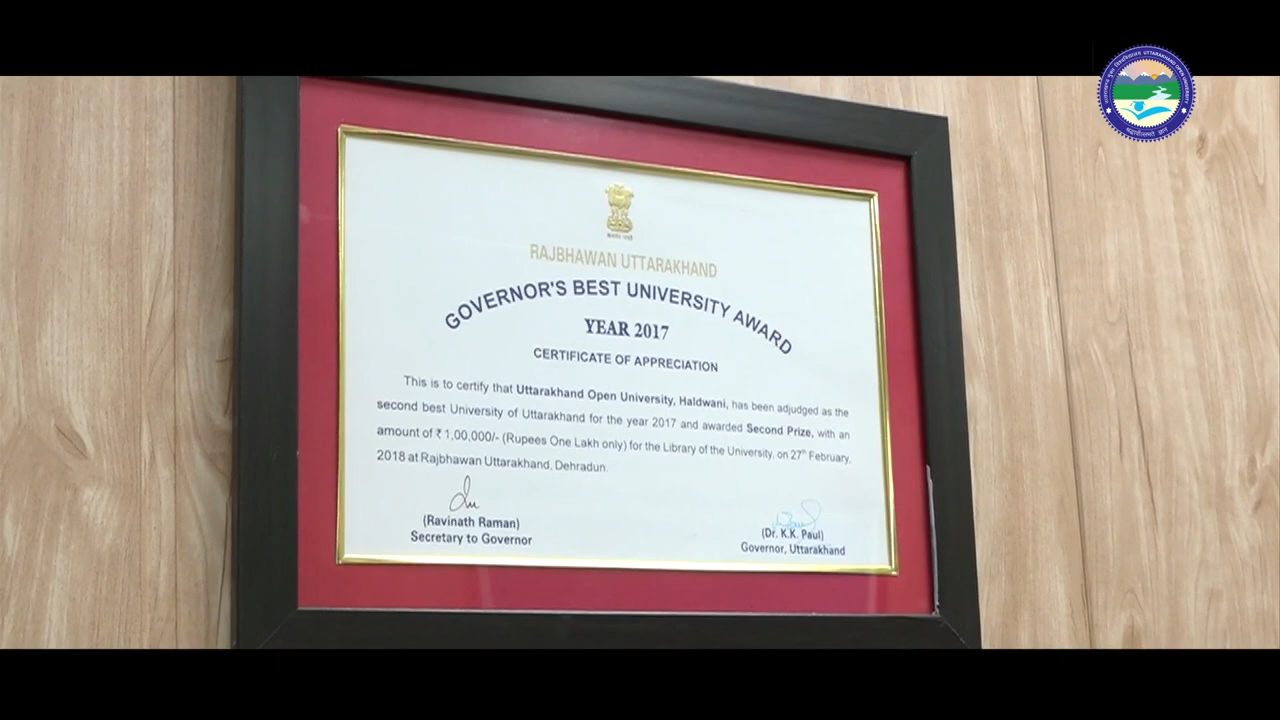 UTTARAKHAND OPEN UNIVERSITY
RAJBHAWAN UTTARAKHAND
GOVERNOR'S BEST UNIVERSITY AWARD
YEAR 2017
CERTIFICATE OF APPRECIATION
This is to certify that Uttarakhand Open University, Haldwani, has been adjudged as the
second best University of Uttarakhand for the year 2017 and awarded Second Prize, with an
amount of ₹ 1,00,000/- (Rupees One Lakh only) for the Library of the University, on 27th February,
2018 at Rajbhawan Uttarakhand, Dehradun.
(Ravinath Raman)
Secretary to Governor
(Dr. K.K. Paul)
Governor, Uttarakhand